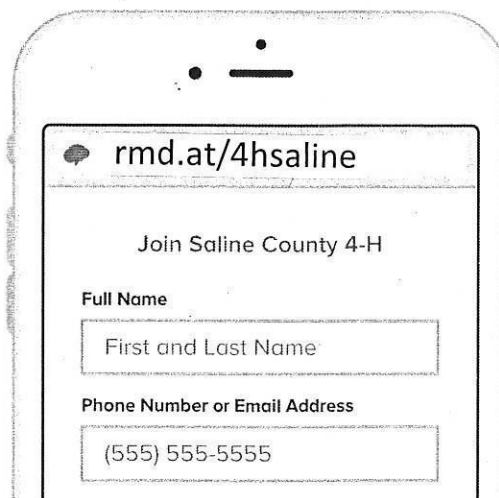 rmd.at/4hsaline
Join Saline County 4-H
Full Name
First and Last Name
Phone Number or Email Address
(555) 555-5555